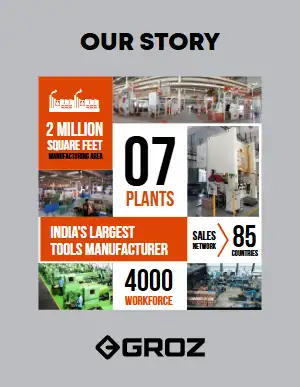 OUR STORY
2 MILLION
SQUARE FEET
MANUFACTURING AREA
07
PLANTS
INDIA'S LARGEST
TOOLS MANUFACTURER
SALES
NETWORK
85
COUNTRIES
4000
WORKFORCE
GROZ